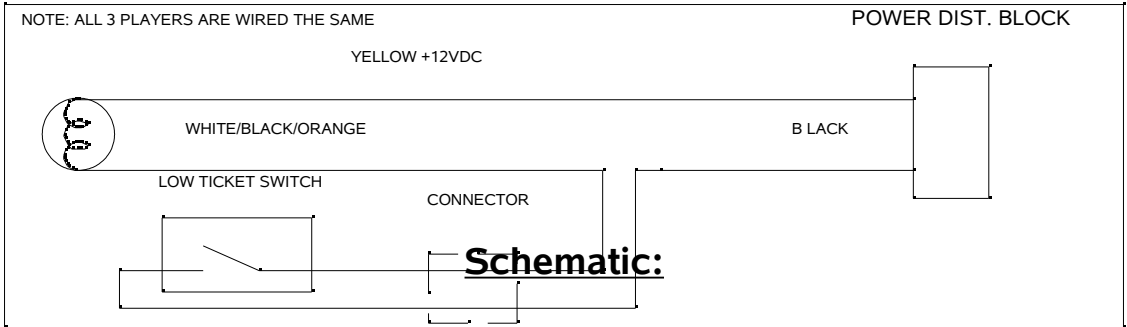 NOTE: ALL 3 PLAYERS ARE WIRED THE SAME
POWER DIST. BLOCK
YELLOW +12VDC
WHITE/BLACK/ORANGE
B LACK
LOW TICKET SWITCH
CONNECTOR
Schematic: